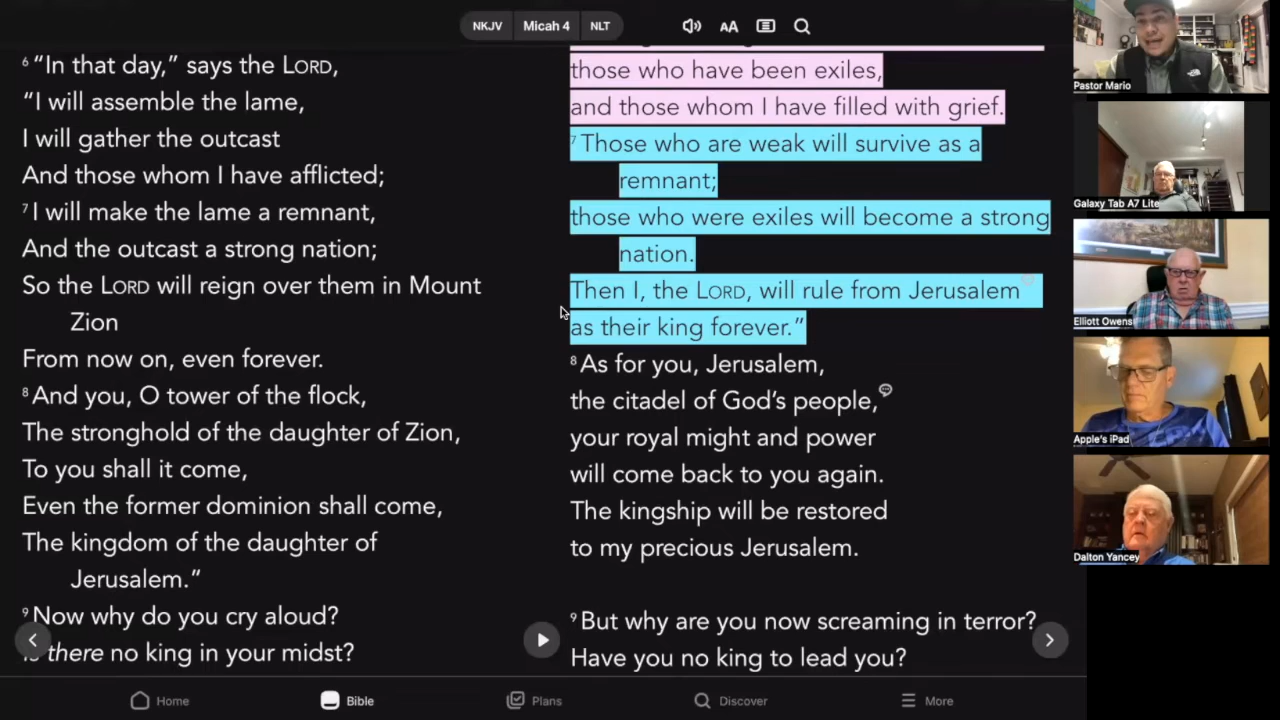 NKJV Micah 4 NLT
AA
6 “In that day,” says the LORD,
“I will assemble the lame,
I will gather the outcast
And those whom I have afflicted;
7 I will make the lame a remnant,
And the outcast a strong nation;
So the LORD will reign over them in Mount
Zion
From now on, even forever.
8 And you, O tower of the flock,
The stronghold of the daughter of Zion,
To you shall it come,
Even the former dominion shall come,
The kingdom of the daughter of
Jerusalem.”
9 Now why do you cry aloud?
Is there no king in your midst?
those who have been exiles,
and those whom I have filled with grief.
7 Those who are weak will survive as a
remnant;
those who were exiles will become a strong
nation.
Then I, the LORD, will rule from Jerusalem
as their king forever.”
8 As for you, Jerusalem,
the citadel of God’s people,
your royal might and power
will come back to you again.
The kingship will be restored
to my precious Jerusalem.
9 But why are you now screaming in terror?
Have you no king to lead you?
Home
Bible
Plans
Discover
More
Pastor Mario
Galaxy Tab A7 Lite
Elliott Owens
Apple's iPad
Dalton Yancey